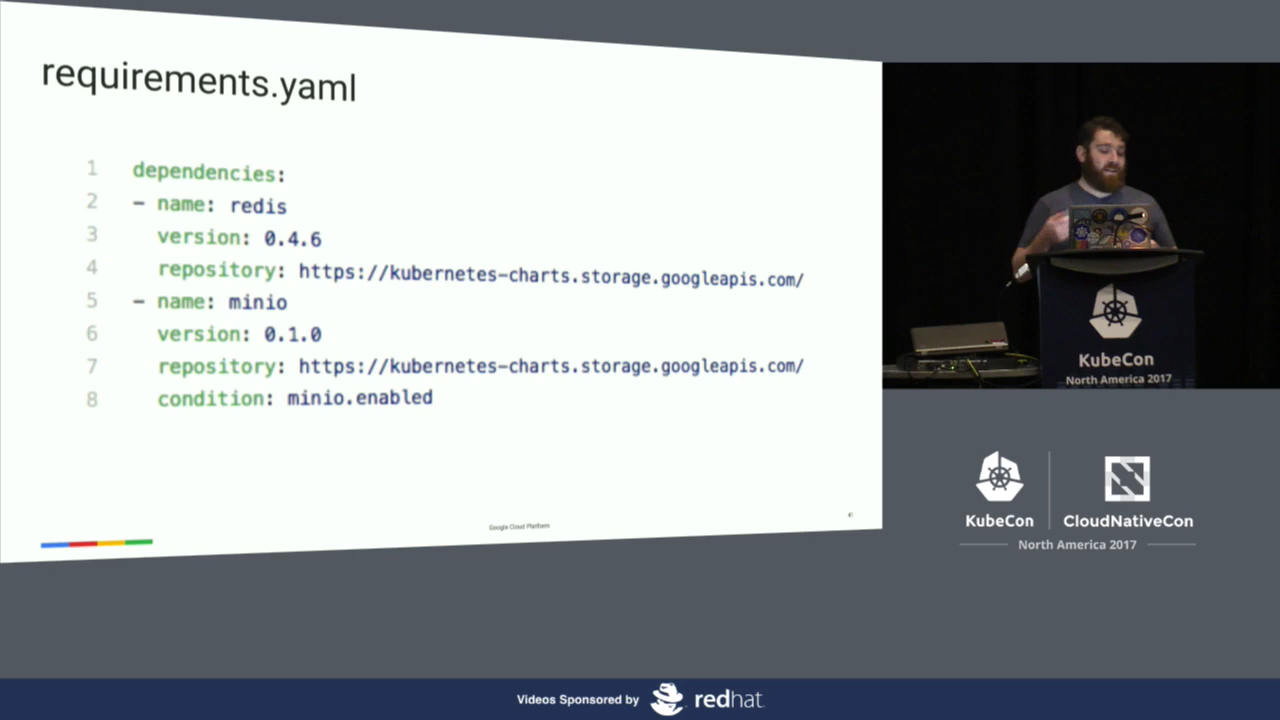 requirements.yaml
1 dependencies:
2 - name: redis
3 version: 0.4.6
4 repository: https://kubernetes-charts.storage.googleapis.com/
5 - name: minio
6 version: 0.1.0
7 repository: https://kubernetes-charts.storage.googleapis.com/
8 condition: minio.enabled
Google Cloud Platform
KubeCon
North America 2017
KubeCon
CloudNativeCon
North America 2017
Videos Sponsored by
redhat.